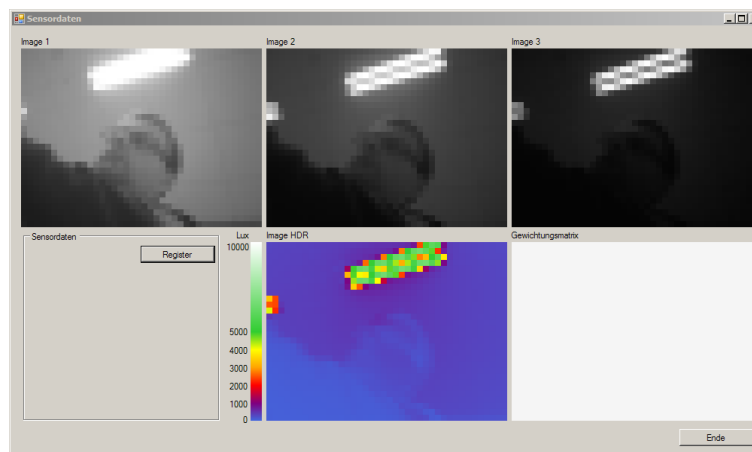 Sensordaten
Image 1
Image 2
Image 3
Sensordaten
Register
Lux
10000
5000
4000
3000
2000
1000
0
Image HDR
Gewichtungsmatrix
Ende